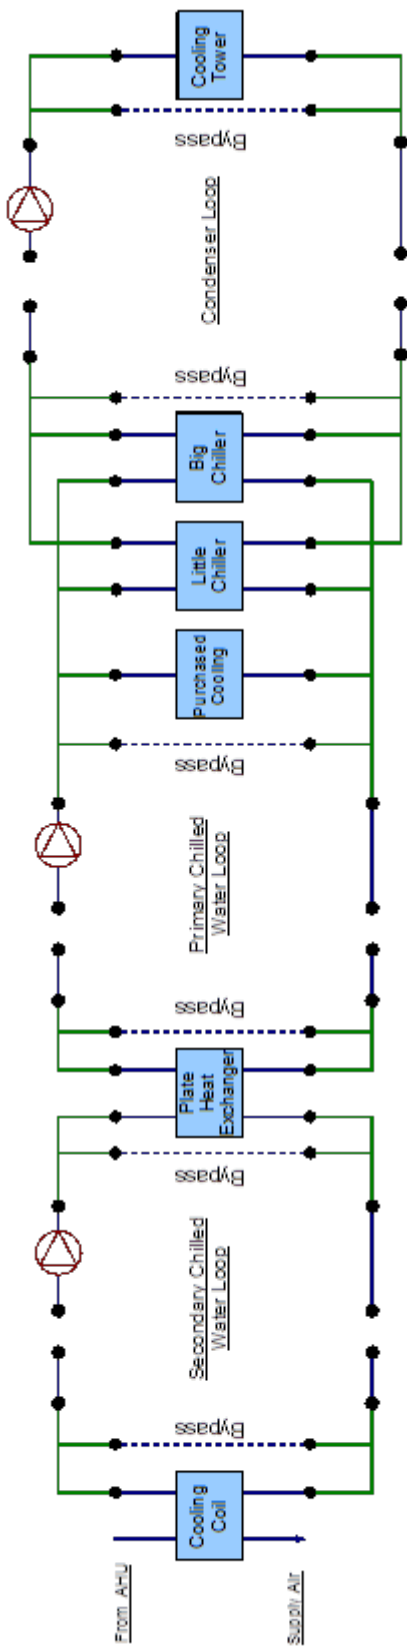 Cooling
Tower
Bypass
Condenser Loop
Bypass
Big
Chiller
Little
Chiller
Purchased
Cooling
Bypass
Primary Chilled
Water Loop
Bypass
Plate
Heat
Exchanger
Bypass
Secondary Chilled
Water Loop
Bypass
Cooling
Coil
From AHU
Supply Air